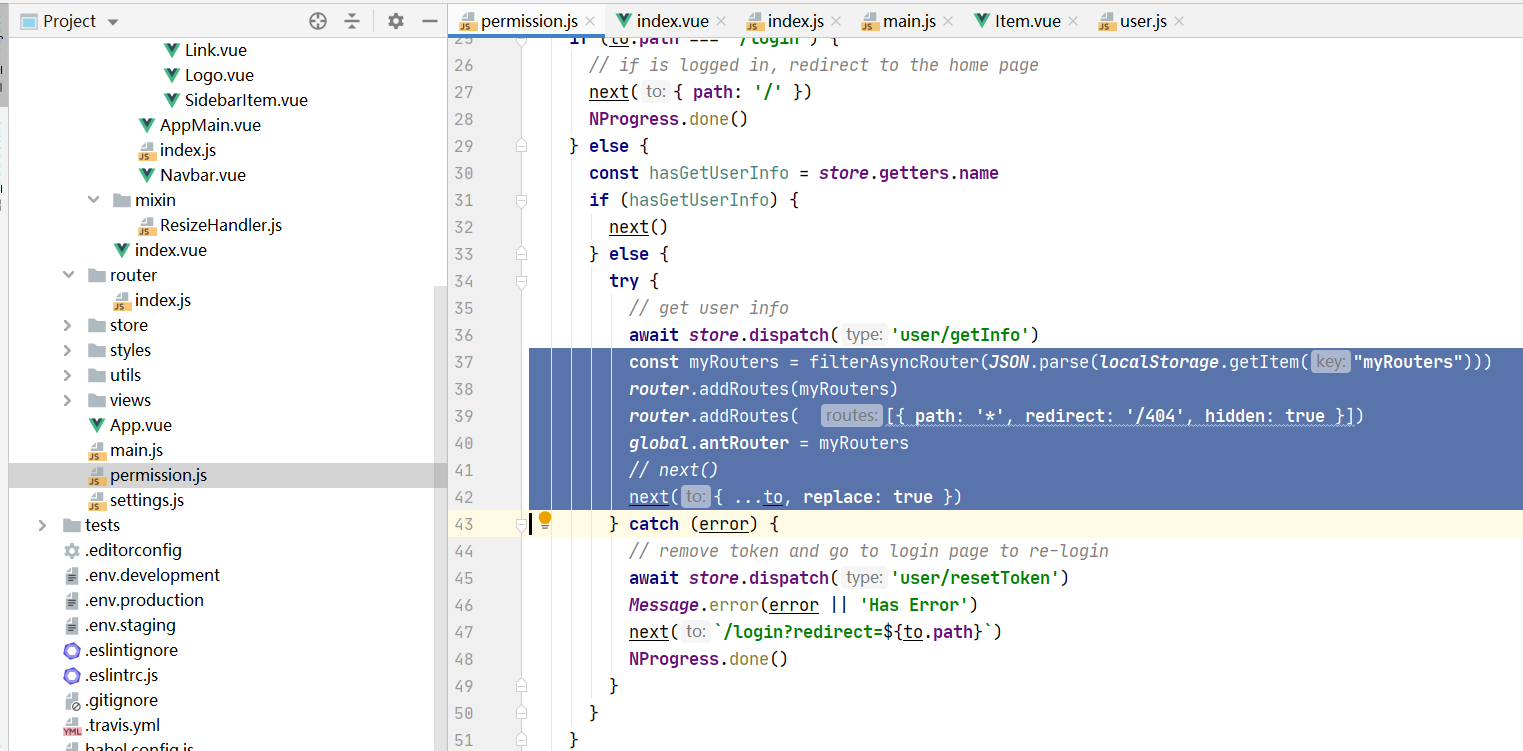 Project
permission.js
index.vue
index.js
main.js
Item.vue
user.js
Link.vue
Logo.vue
SidebarItem.vue
AppMain.vue
index.js
Navbar.vue
mixin
ResizeHandler.js
index.vue
router
index.js
store
styles
utils
views
App.vue
main.js
permission.js
settings.js
tests
.editorconfig
.env.development
.env.production
.env.staging
.eslintignore
.eslintrc.js
.gitignore
.travis.yml
babel.config.js
25 if (to.path === '/login') {
26 // if is logged in, redirect to the home page
27 next( to: { path: '/' })
28 NProgress.done()
29 } else {
30 const hasGetUserInfo = store.getters.name
31 if (hasGetUserInfo) {
32 next()
33 } else {
34 try {
35 // get user info
36 await store.dispatch( type: 'user/getInfo')
37 const myRouters = filterAsyncRouter(JSON.parse(localStorage.getItem( key: "myRouters")))
38 router.addRoutes(myRouters)
39 router.addRoutes( routes: [{ path: '*', redirect: '/404', hidden: true }])
40 global.antRouter = myRouters
41 // next()
42 next( to: { ...to, replace: true })
43 } catch (error) {
44 // remove token and go to login page to re-login
45 await store.dispatch( type: 'user/resetToken')
46 Message.error(error || 'Has Error')
47 next( to: `/login?redirect=${to.path}`)
48 NProgress.done()
49 }
50 }
51 }